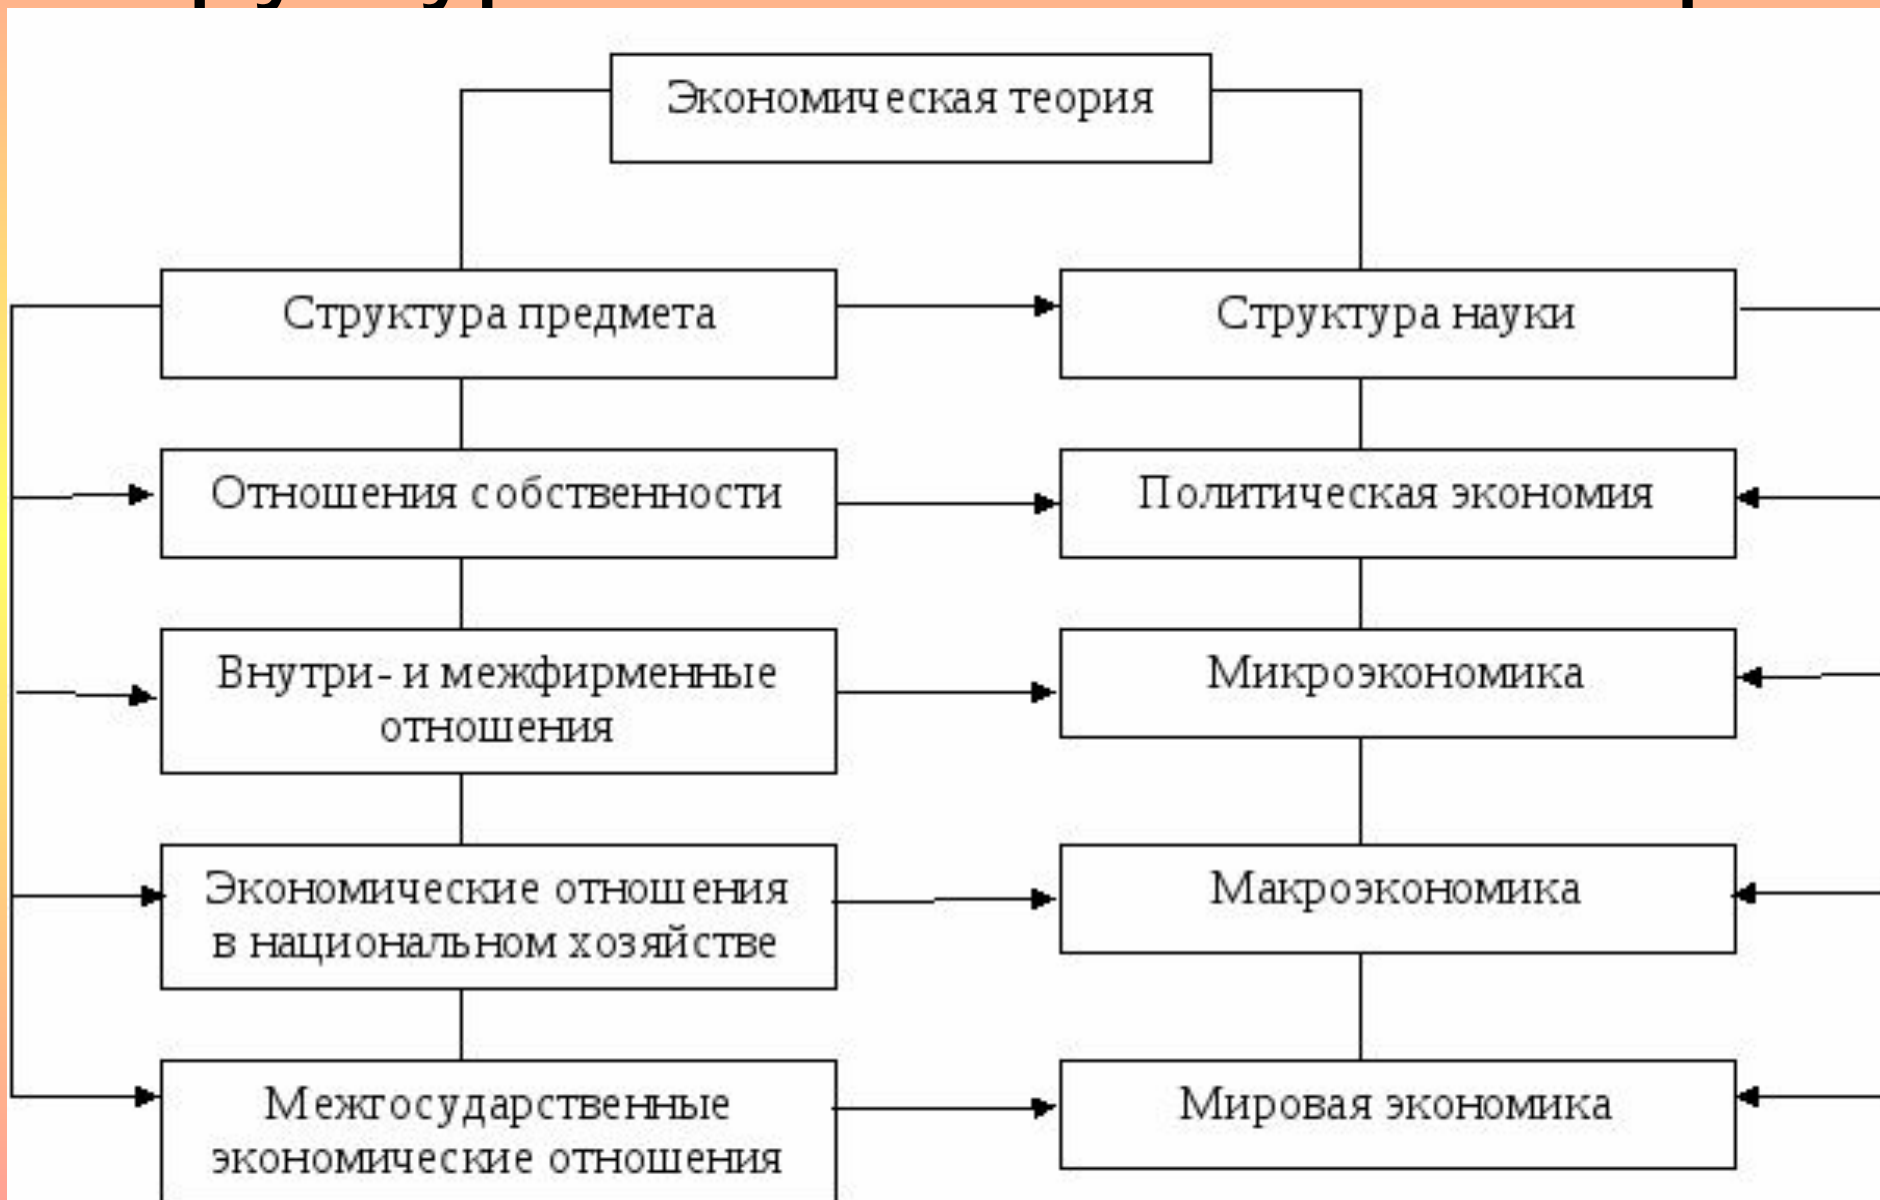 Экономическая теория
Структура предмета
Структура науки
Отношения собственности
Политическая экономия
Внутри- и межфирменные
отношения
Микроэкономика
Экономические отношения
в национальном хозяйстве
Макроэкономика
Межгосударственные
экономические отношения
Мировая экономика